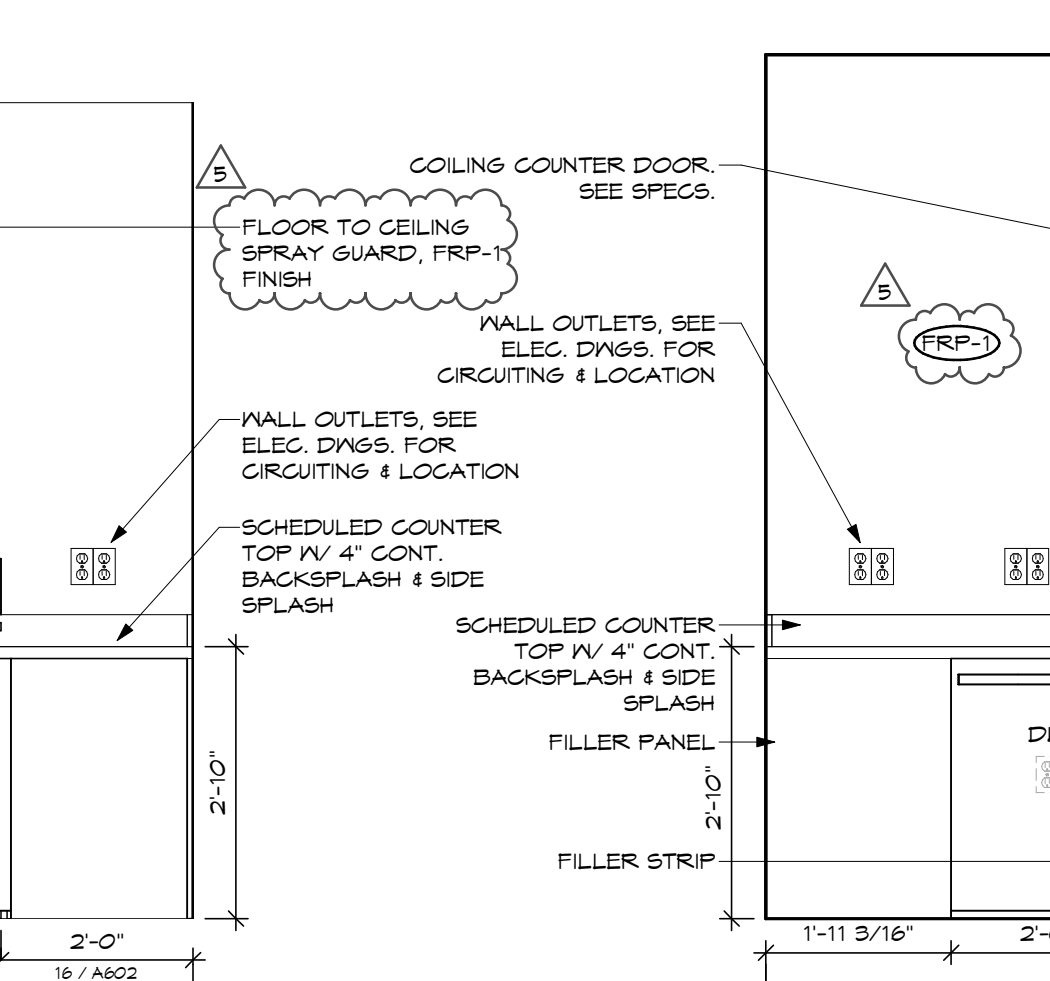 5
FLOOR TO CEILING
SPRAY GUARD, FRP-1
FINISH
WALL OUTLETS, SEE
ELEC. DWGS. FOR
CIRCUITING & LOCATION
SCHEDULED COUNTER
TOP W/ 4" CONT.
BACKSPLASH & SIDE
SPLASH
2'-10"
2'-0"
16 / A602
COILING COUNTER DOOR.
SEE SPECS.
5
FRP-1
WALL OUTLETS, SEE
ELEC. DWGS. FOR
CIRCUITING & LOCATION
SCHEDULED COUNTER
TOP W/ 4" CONT.
BACKSPLASH & SIDE
SPLASH
FILLER PANEL
2'-10"
FILLER STRIP
1'-11 3/16"